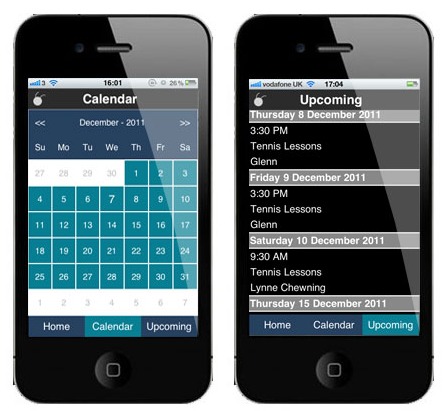 3 16:01 26%
Calendar
<< December - 2011 >>
Su Mo Tu We Th Fr Sa
27 28 29 30 1 2 3
4 5 6 7 8 9 10
11 12 13 14 15 16 17
18 19 20 21 22 23 24
25 26 27 28 29 30 31
1 2 3 4 5 6 7
Home Calendar Upcoming
vodafone UK 17:04
Upcoming
Thursday 8 December 2011
3:30 PM
Tennis Lessons
Glenn
Friday 9 December 2011
3:30 PM
Tennis Lessons
Glenn
Saturday 10 December 2011
9:30 AM
Tennis Lessons
Lynne Chewning
Thursday 15 December 2011
Home Calendar Upcoming